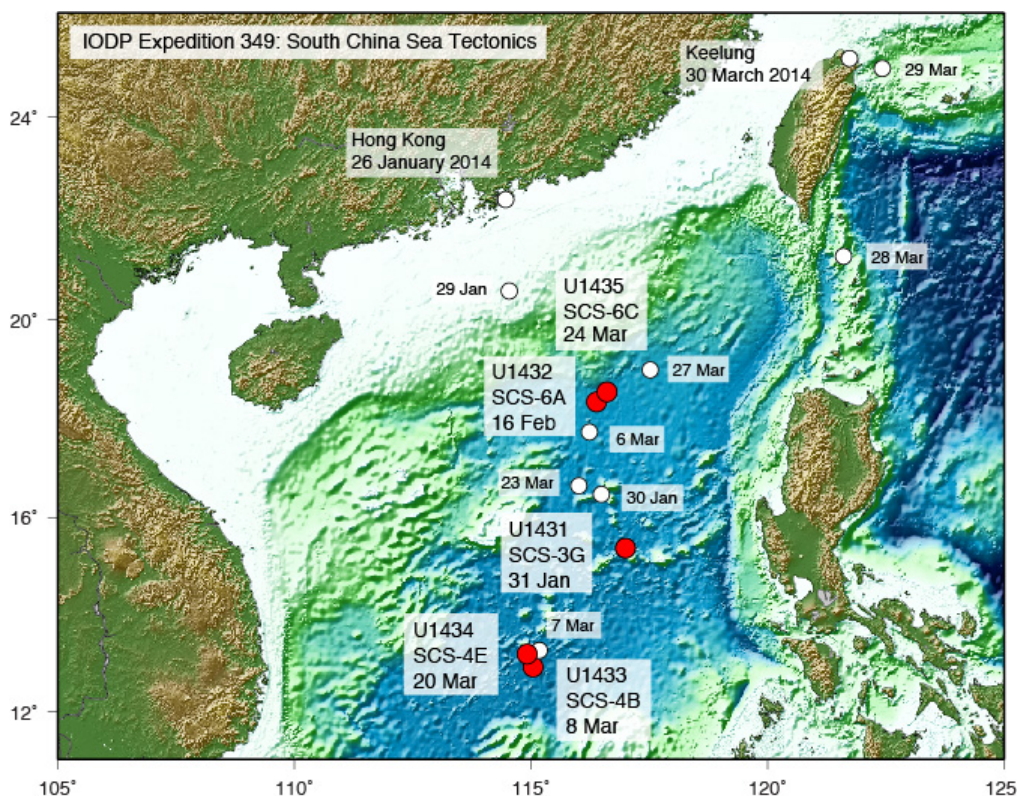 IODP Expedition 349: South China Sea Tectonics
Keelung
30 March 2014
29 Mar
24°
Hong Kong
26 January 2014
28 Mar
29 Jan
U1435
SCS-6C
24 Mar
20°
27 Mar
U1432
SCS-6A
16 Feb
6 Mar
23 Mar
30 Jan
16°
U1431
SCS-3G
31 Jan
7 Mar
U1434
SCS-4E
20 Mar
U1433
SCS-4B
8 Mar
12°
105° 110° 115° 120° 125